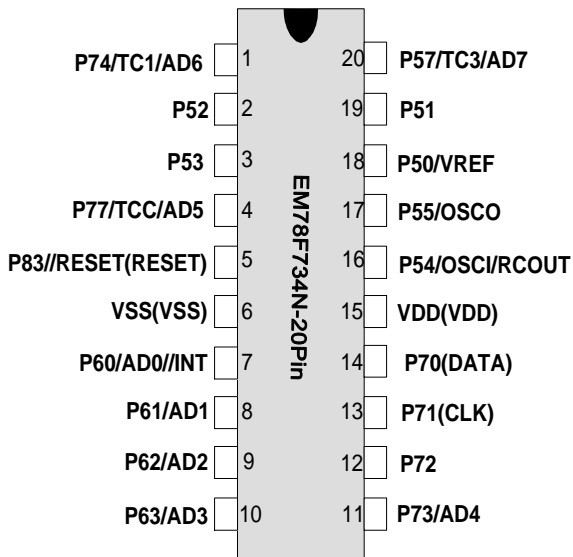 P74/TC1/AD6 1 20 P57/TC3/AD7
P52 2 19 P51
P53 3 18 P50/VREF
P77/TCC/AD5 4 17 P55/OSCO
P83//RESET(RESET) 5 16 P54/OSCI/RCOUT
VSS(VSS) 6 15 VDD(VDD)
P60/AD0//INT 7 14 P70(DATA)
P61/AD1 8 13 P71(CLK)
P62/AD2 9 12 P72
P63/AD3 10 11 P73/AD4
EM78F734N-20Pin